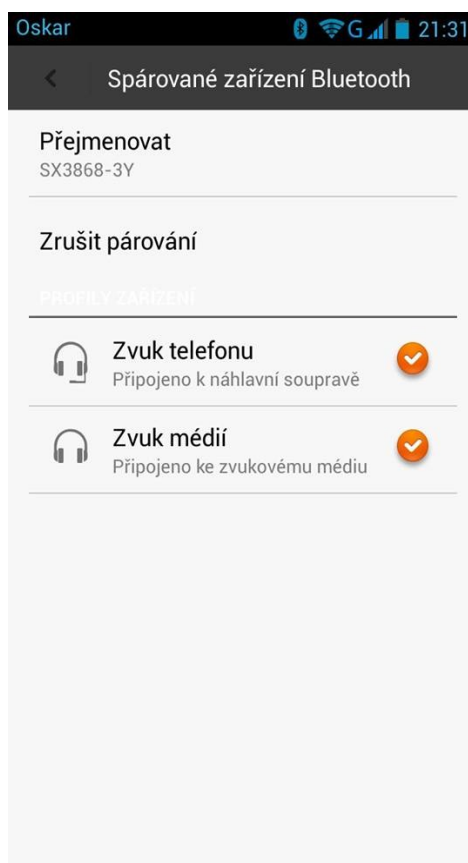 Oskar G 21:31
Spárované zařízení Bluetooth
Přejmenovat
SX3868-3Y
Zrušit párování
PROFILY ZAŘÍZENÍ
Zvuk telefonu
Připojeno k náhlavní soupravě
Zvuk médií
Připojeno ke zvukovému médiu